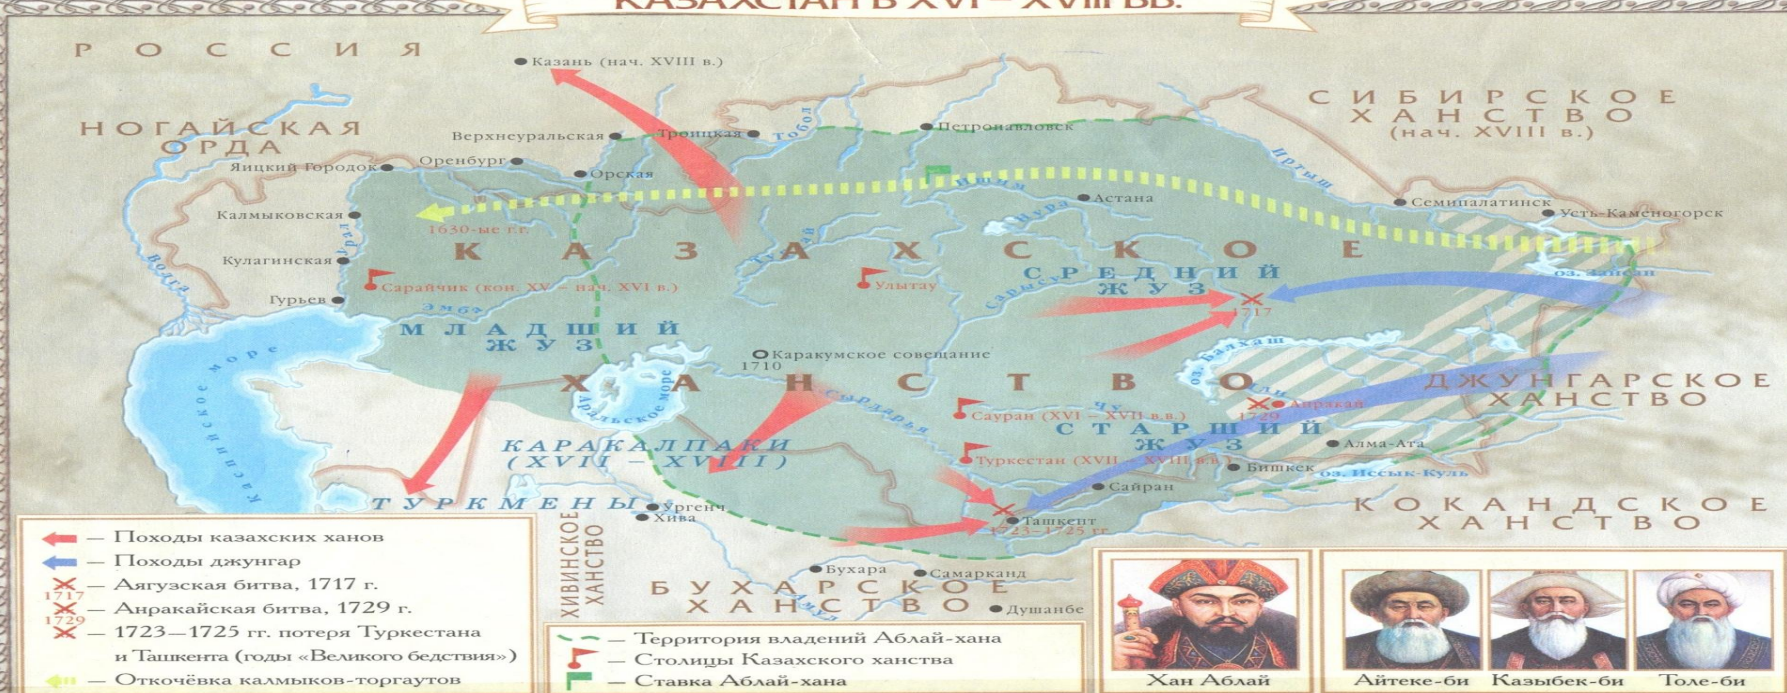 КАЗАХСТАН В XVI – XVIII ВВ.
РОССИЯ
Казань (нач. XVIII в.)
СИБИРСКОЕ
ХАНСТВО
(нач. XVIII в.)
НОГАЙСКАЯ
ОРДА
Верхнеуральская
Троицкая
Тобол
Петропавловск
Яицкий Городок
Оренбург
Орская
Ишим
Иртыш
Астана
Нура
Семипалатинск
Усть-Каменогорск
Калмыковская
1630-ые г.г.
Урал
КАЗАХСКОЕ
Волга
Кулагинская
Сарайчик (кон. XV – нач. XVI в.)
Улытау
СРЕДНИЙ
ЖУЗ
Сарысу
оз. Зайсан
Гурьев
Эмба
1717
МЛАДШИЙ
ЖУЗ
Каракумское совещание
1710
оз. Балхаш
Каспийское море
Аральское море
ХАНСТВО
Сырдарья
Или
ДЖУНГАРСКОЕ
ХАНСТВО
Чу
Сауран (XVI – XVII в.в.)
1729
Анракай
СТАРШИЙ
ЖУЗ
КАРАКАЛПАКИ
(XVII – XVIII)
Туркестан (XVII – XVIII в.в.)
Алма-Ата
Бишкек
оз. Иссык-Куль
Сайран
ТУРКМЕНЫ
Ургенч
Хива
Ташкент
1723–1725 гг.
КОКАНДСКОЕ
ХАНСТВО
ХИВИНСКОЕ
ХАНСТВО
Бухара
Самарканд
БУХАРСКОЕ
ХАНСТВО
Душанбе
— Походы казахских ханов
— Походы джунгар
1717 — Аягузская битва, 1717 г.
1729 — Анракайская битва, 1729 г.
— 1723—1725 гг. потеря Туркестана
и Ташкента (годы «Великого бедствия»)
— Откочёвка калмыков-торгаутов
— Территория владений Аблай-хана
— Столицы Казахского ханства
— Ставка Аблай-хана
Хан Аблай
Айтеке-би
Казыбек-би
Толе-би